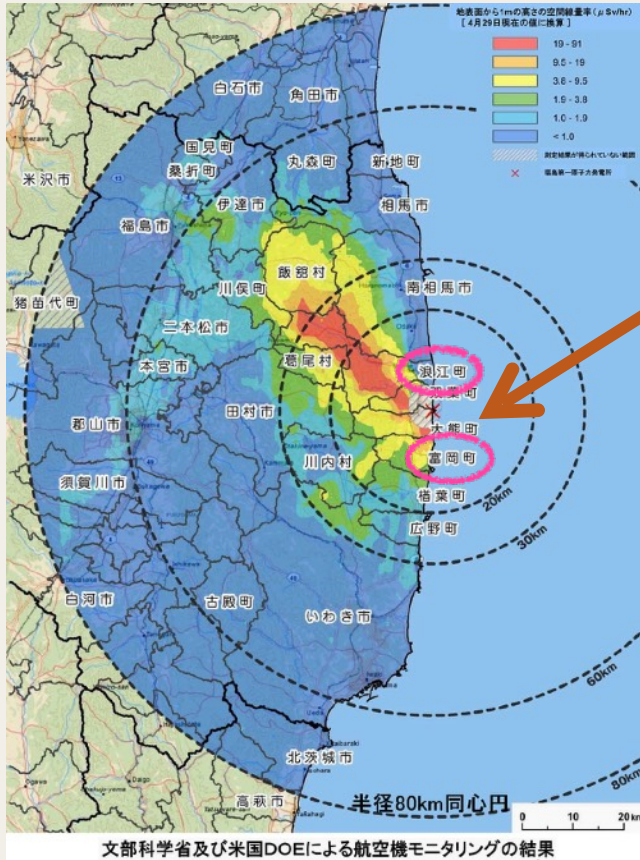 地表面から1mの高さの空間線量率(μSv/hr)
[ 4月29日現在の値に換算 ]
19 - 91
9.5 - 19
3.8 - 9.5
1.9 - 3.8
1.0 - 1.9
< 1.0
測定結果が得られていない範囲
福島第一原子力発電所
白石市
角田市
国見町
桑折町
丸森町
新地町
米沢市
伊達市
相馬市
福島市
飯舘村
川俣町
南相馬市
猪苗代町
二本松市
本宮市
葛尾村
浪江町
双葉町
郡山市
田村市
大熊町
川内村
富岡町
須賀川市
楢葉町
20km
広野町
30km
白河市
古殿町
いわき市
60km
北茨城市
80km
半径80km同心円
高萩市
Daigo
Ogawa
0 10 20km
文部科学省及び米国DOEによる航空機モニタリングの結果